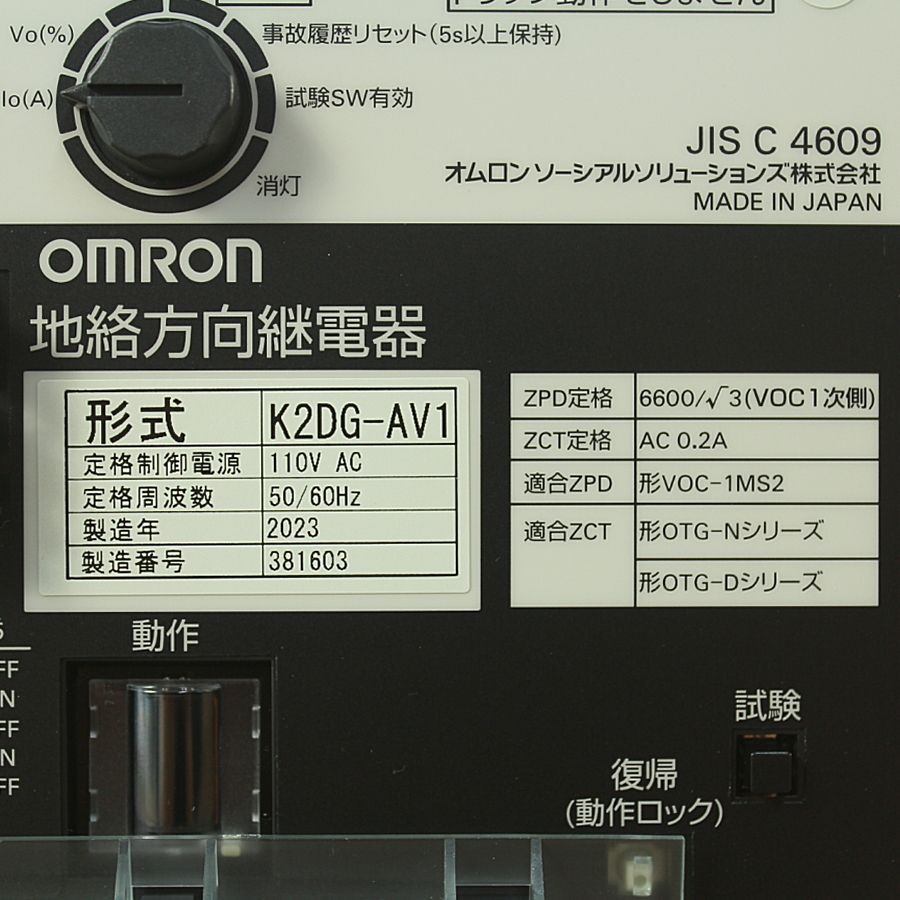 Vo(%)
事故履歴リセット(5s以上保持)
Io(A)
試験SW有効
消灯
JIS C 4609
オムロン ソーシアルソリューションズ株式会社
MADE IN JAPAN
OMRON
地絡方向継電器
形式 K2DG-AV1
定格制御電源 110V AC
定格周波数 50/60Hz
製造年 2023
製造番号 381603
ZPD定格 6600/√3(VOC1次側)
ZCT定格 AC 0.2A
適合ZPD 形VOC-1MS2
適合ZCT 形OTG-Nシリーズ
形OTG-Dシリーズ
動作
試験
復帰
(動作ロック)